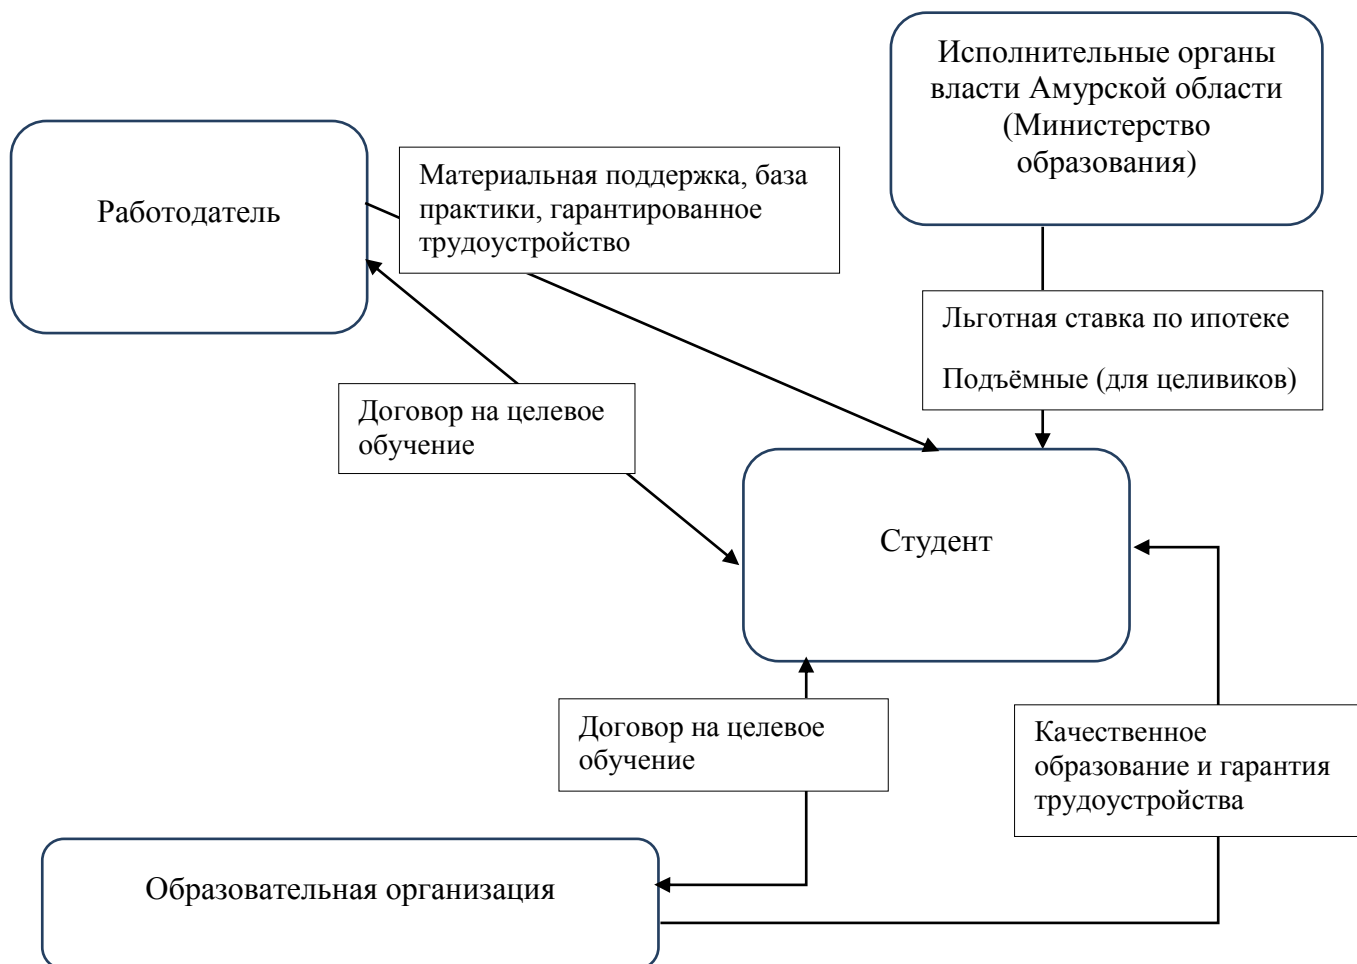 Исполнительные органы
власти Амурской области
(Министерство
образования)
Работодатель
Материальная поддержка, база
практики, гарантированное
трудоустройство
Льготная ставка по ипотеке
Подъёмные (для целивиков)
Договор на целевое
обучение
Студент
Договор на целевое
обучение
Качественное
образование и гарантия
трудоустройства
Образовательная организация